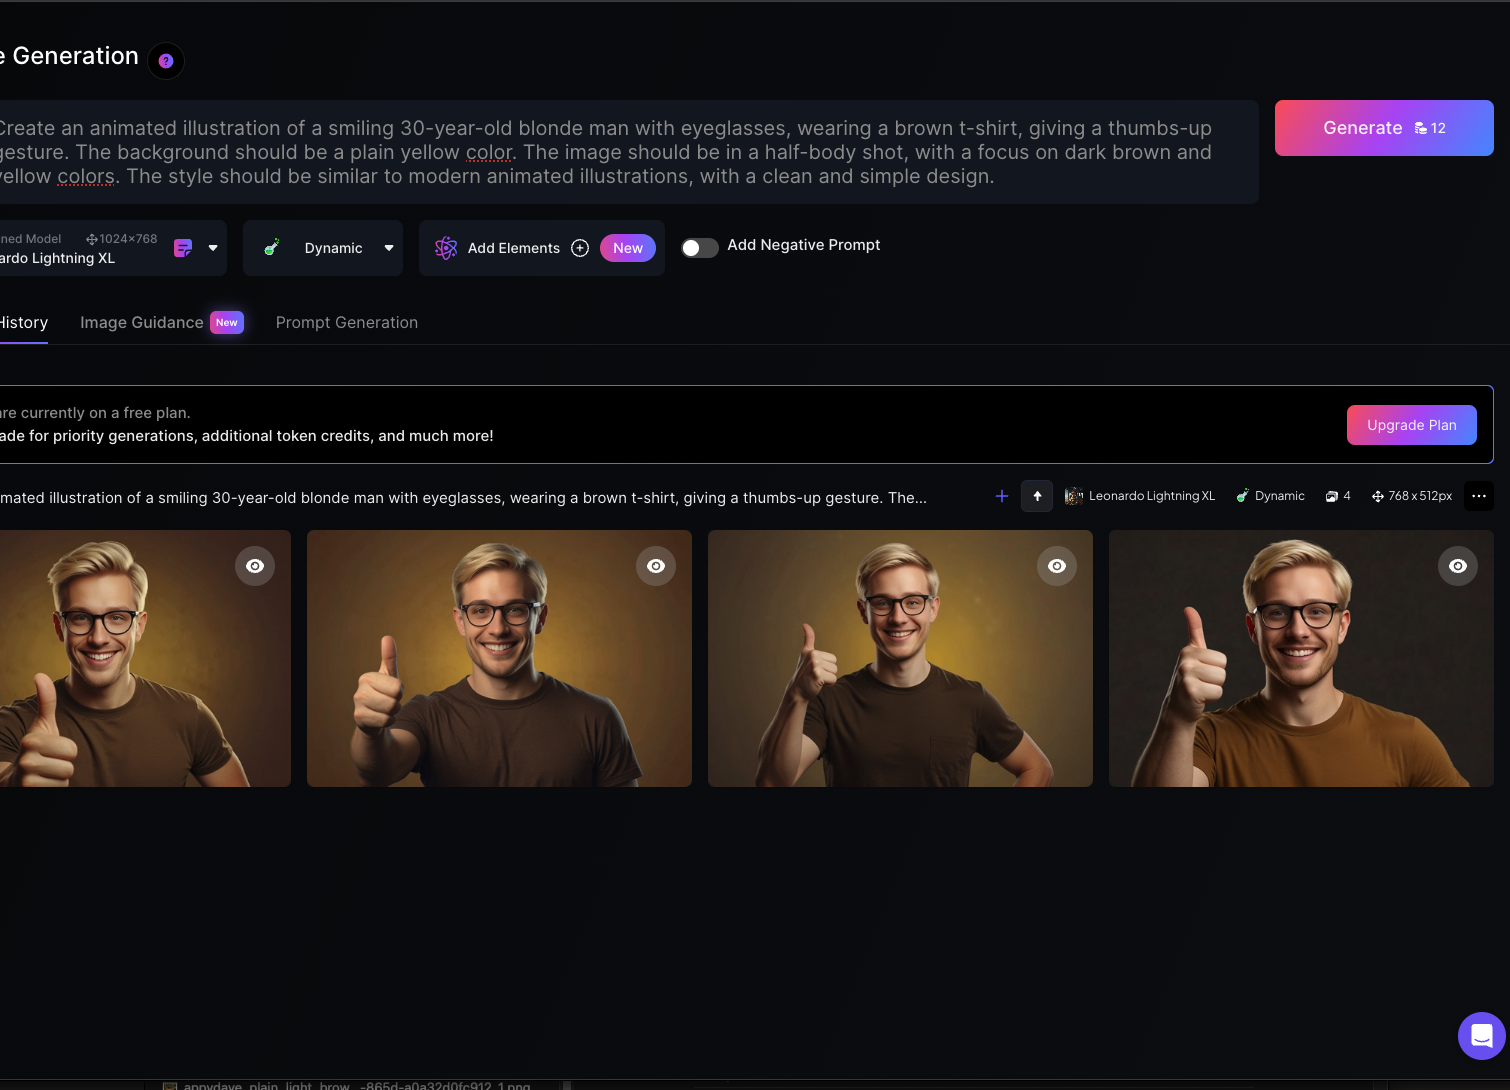 e Generation
Create an animated illustration of a smiling 30-year-old blonde man with eyeglasses, wearing a brown t-shirt, giving a thumbs-up
gesture. The background should be a plain yellow color. The image should be in a half-body shot, with a focus on dark brown and
yellow colors. The style should be similar to modern animated illustrations, with a clean and simple design.
Generate 12
ned Model 1024×768
ardo Lightning XL
Dynamic
Add Elements
New
Add Negative Prompt
History
Image Guidance New
Prompt Generation
are currently on a free plan.
ade for priority generations, additional token credits, and much more!
Upgrade Plan
mated illustration of a smiling 30-year-old blonde man with eyeglasses, wearing a brown t-shirt, giving a thumbs-up gesture. The...
Leonardo Lightning XL
Dynamic
4
768 x 512px
appydave_plain_light_brow...-865d-a0a32d0fc912_1.png